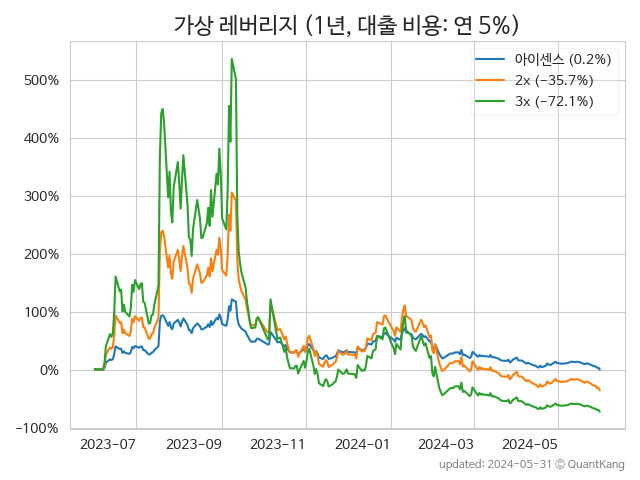 가상 레버리지 (1년, 대출 비용: 연 5%)
아이센스 (0.2%)
2x (−35.7%)
3x (−72.1%)
500%
400%
300%
200%
100%
0%
−100%
2023-07 2023-09 2023-11 2024-01 2024-03 2024-05
updated: 2024-05-31 © QuantKang